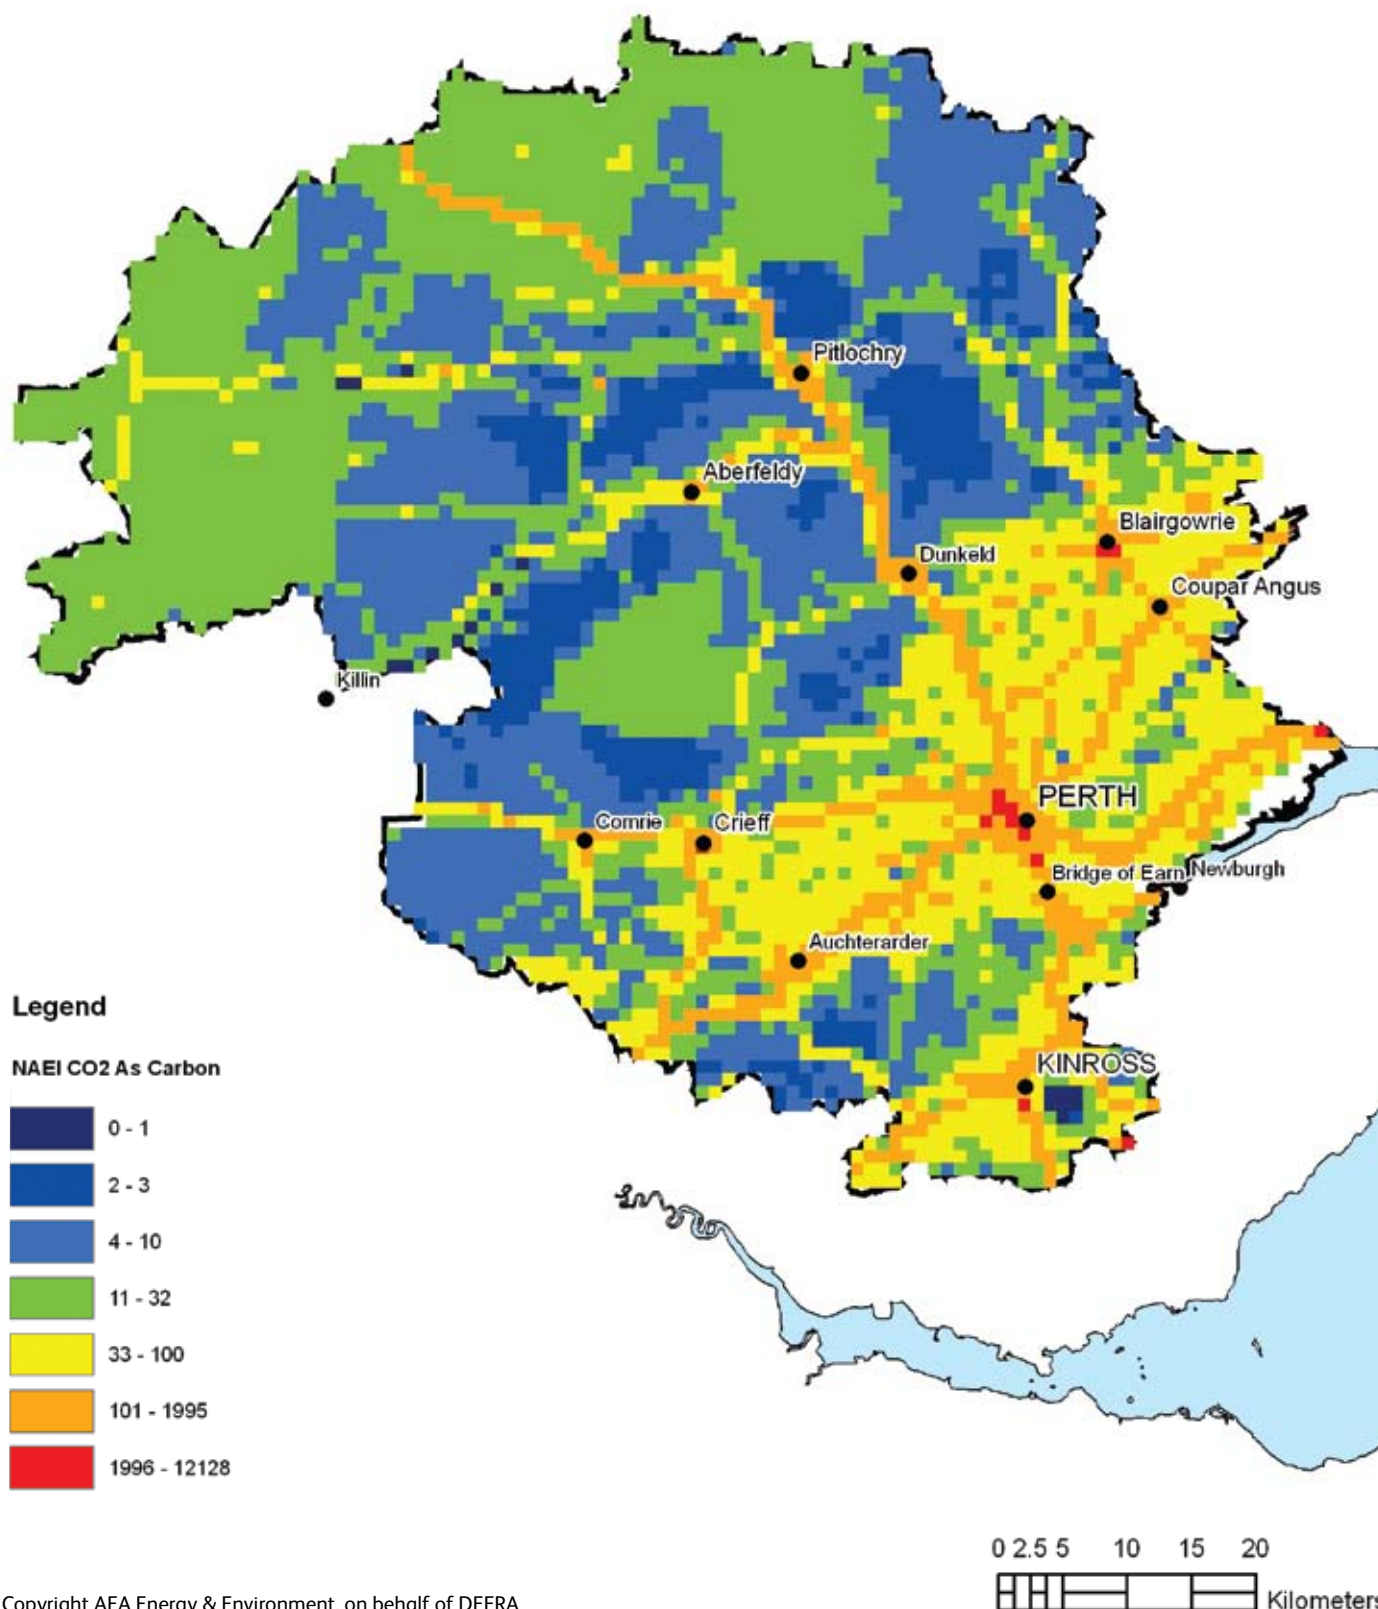 Pitlochry
Aberfeldy
Blairgowrie
Dunkeld
Coupar Angus
Killin
PERTH
Comrie
Crieff
Bridge of Earn
Newburgh
Auchterarder
KINROSS
Legend
NAEI CO2 As Carbon
0 - 1
2 - 3
4 - 10
11 - 32
33 - 100
101 - 1995
1996 - 12128
0 2.5 5 10 15 20
Kilometers
Copyright AEA Energy & Environment, on behalf of DEFRA